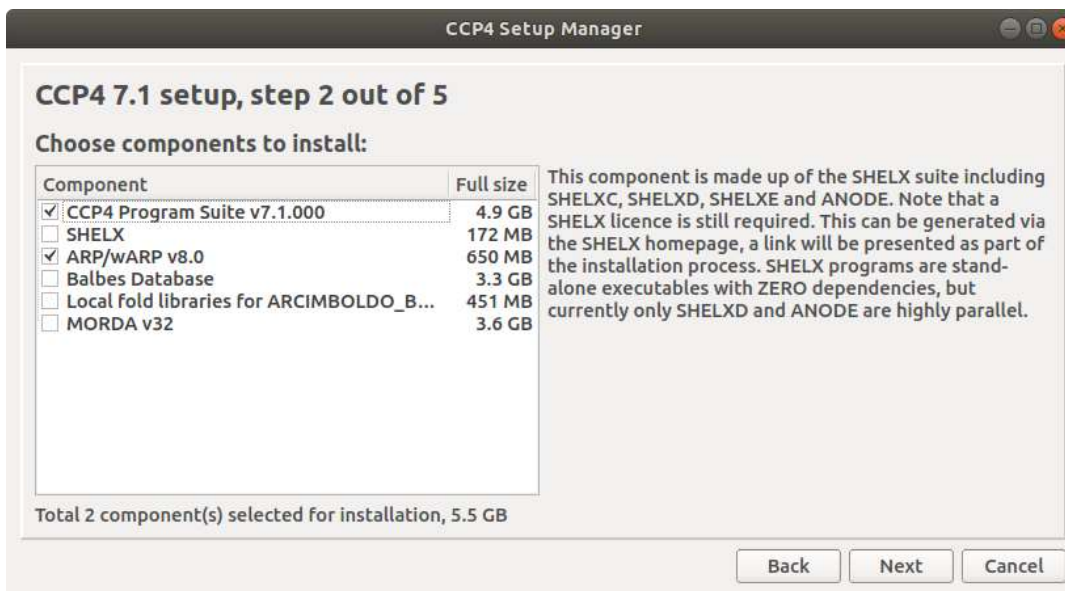 CCP4 Setup Manager
CCP4 7.1 setup, step 2 out of 5
Choose components to install:
Component Full size
CCP4 Program Suite v7.1.000 4.9 GB
SHELX 172 MB
ARP/wARP v8.0 650 MB
Balbes Database 3.3 GB
Local fold libraries for ARCIMBOLDO_B... 451 MB
MORDA v32 3.6 GB
This component is made up of the SHELX suite including
SHELXC, SHELXD, SHELXE and ANODE. Note that a
SHELX licence is still required. This can be generated via
the SHELX homepage, a link will be presented as part of
the installation process. SHELX programs are stand-
alone executables with ZERO dependencies, but
currently only SHELXD and ANODE are highly parallel.
Total 2 component(s) selected for installation, 5.5 GB
Back Next Cancel